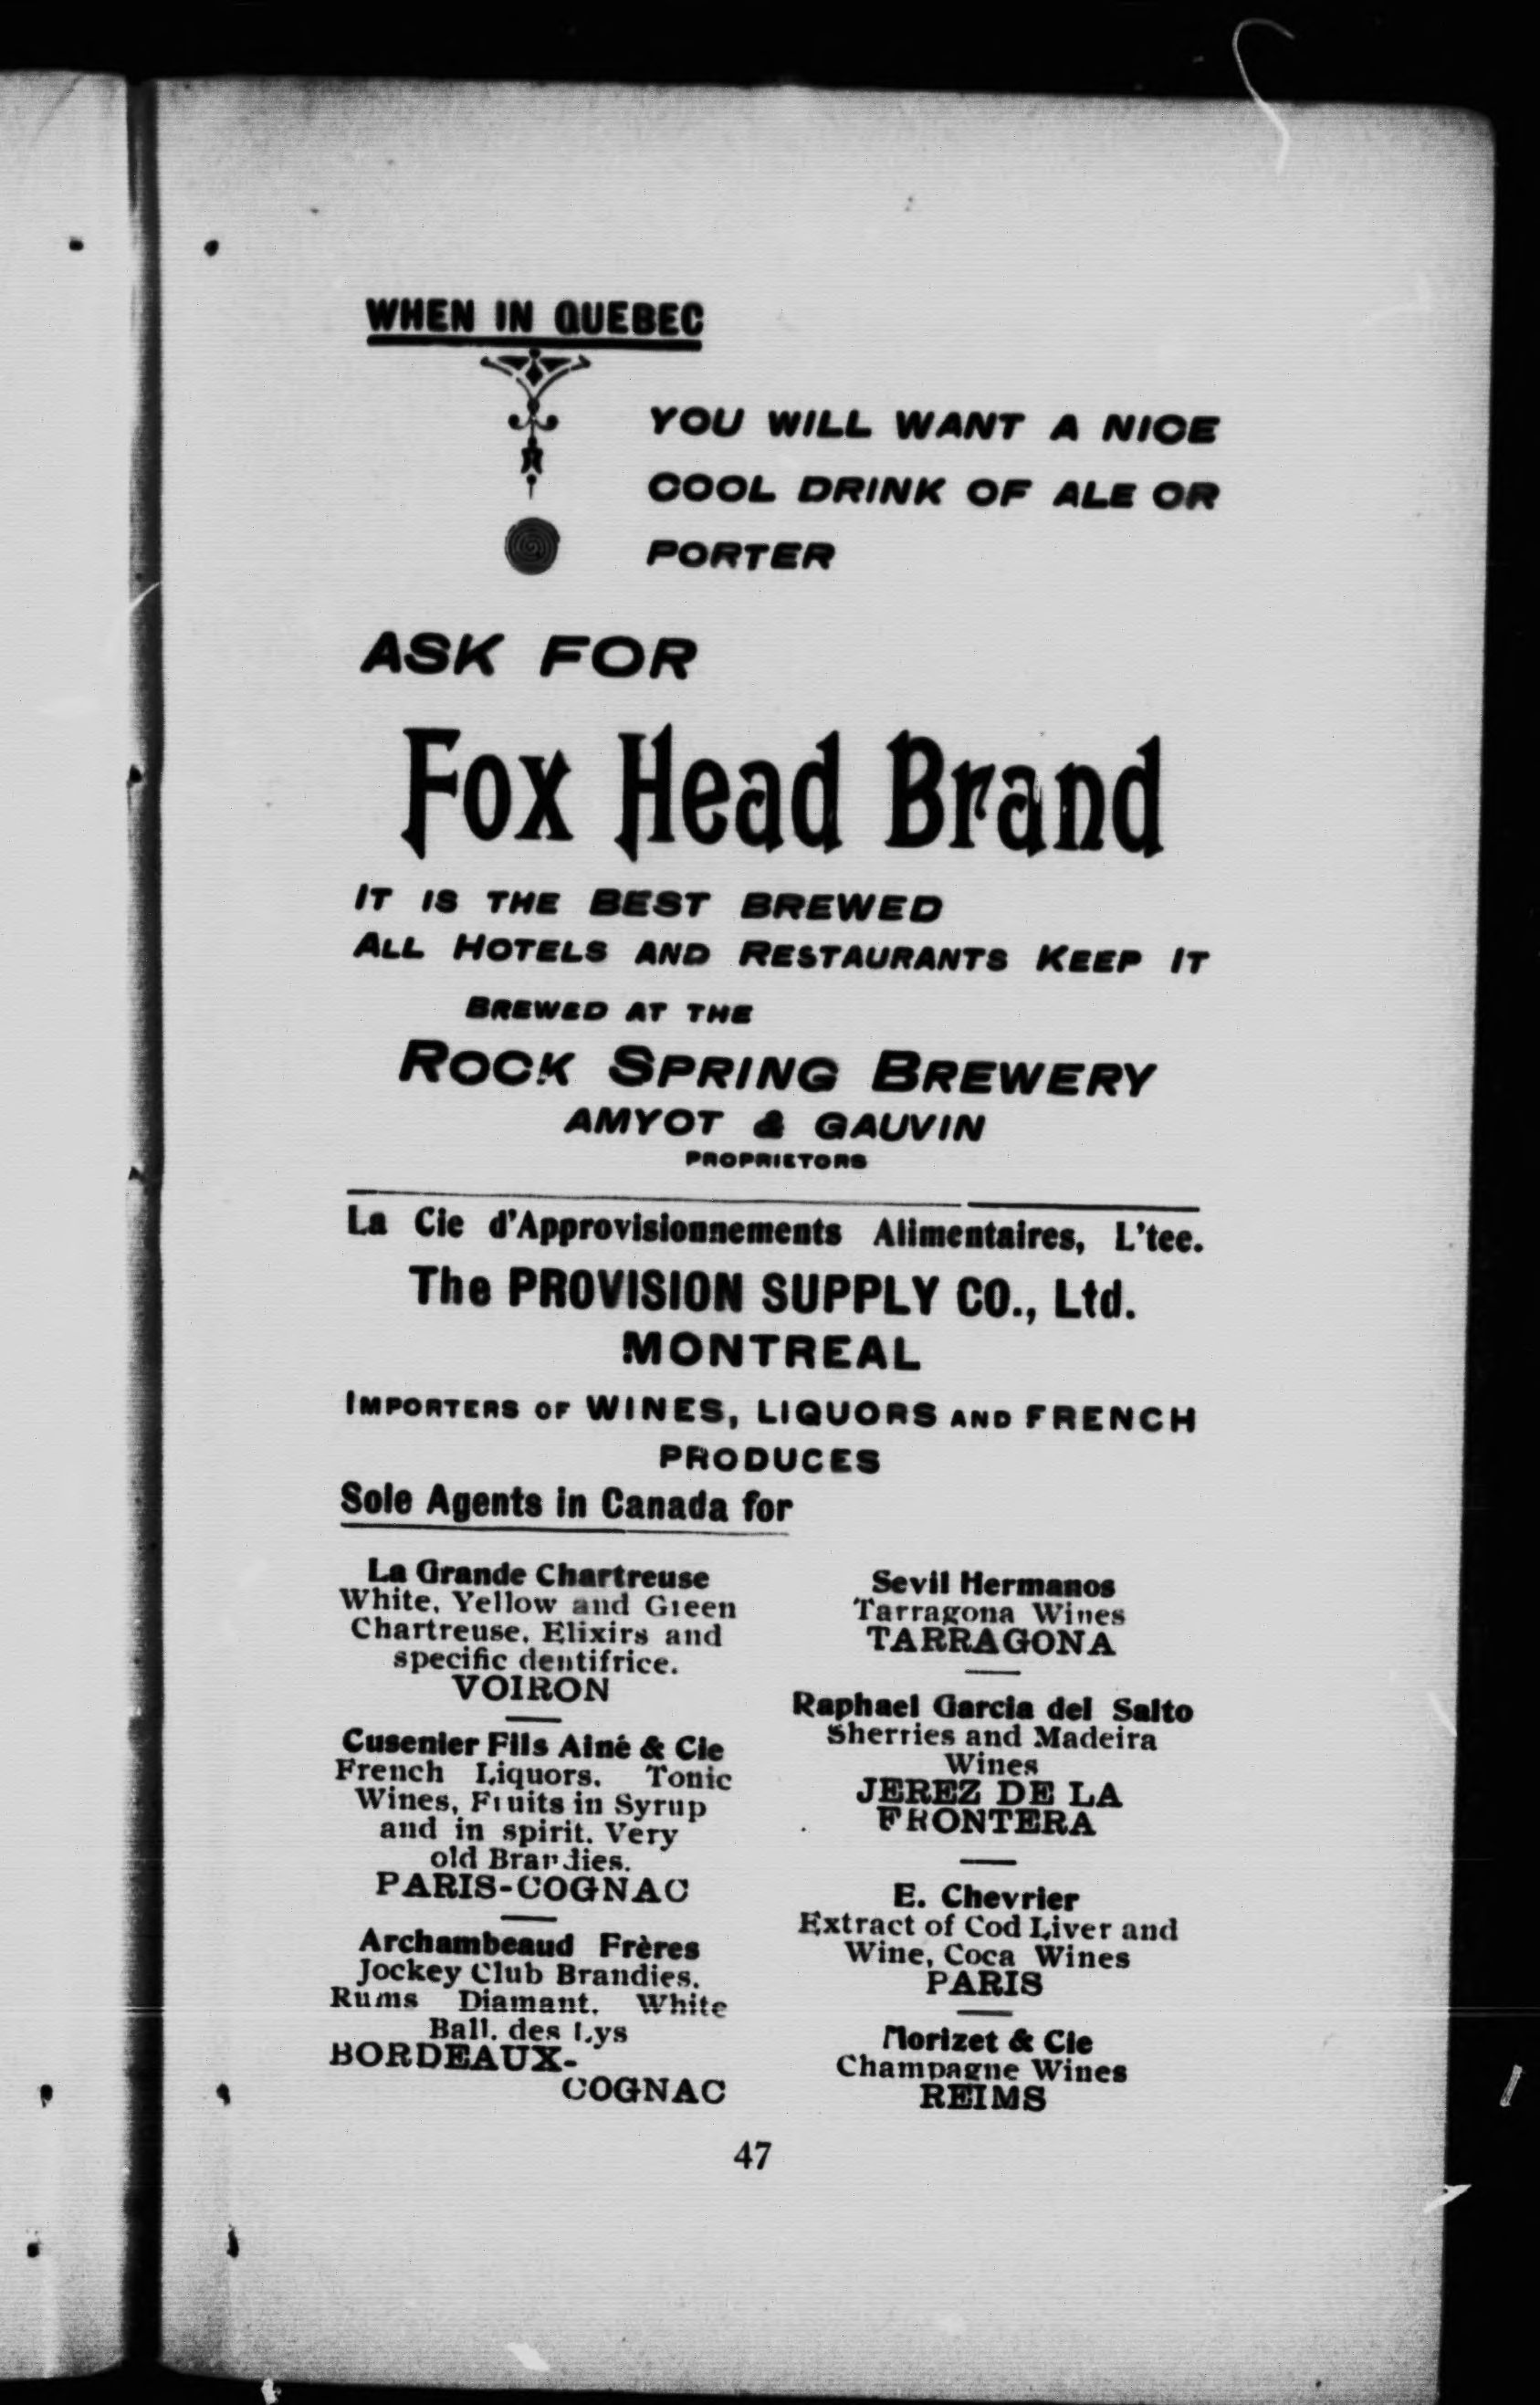 WHEN IN QUEBEC
YOU WILL WANT A NICE
COOL DRINK OF ALE OR
PORTER
ASK FOR
Fox Head Brand
IT IS THE BEST BREWED
ALL HOTELS AND RESTAURANTS KEEP IT
BREWED AT THE
ROCK SPRING BREWERY
AMYOT & GAUVIN
PROPRIETORS
La Cie d'Approvisionnements Alimentaires, L'tee.
The PROVISION SUPPLY CO., Ltd.
MONTREAL
IMPORTERS OF WINES, LIQUORS AND FRENCH
PRODUCES
Sole Agents in Canada for
La Grande Chartreuse
White, Yellow and Green
Chartreuse, Elixirs and
specific dentifrice.
VOIRON
Cusenier Fils Ainé & Cie
French Liquors. Tonic
Wines, Fruits in Syrup
and in spirit. Very
old Brandies.
PARIS-COGNAC
Archambeaud Frères
Jockey Club Brandies.
Rums Diamant. White
Ball. des Lys
BORDEAUX-
COGNAC
Sevil Hermanos
Tarragona Wines
TARRAGONA
Raphael Garcia del Salto
Sherries and Madeira
Wines
JEREZ DE LA
FRONTERA
E. Chevrier
Extract of Cod Liver and
Wine, Coca Wines
PARIS
Morizet & Cie
Champagne Wines
REIMS
47